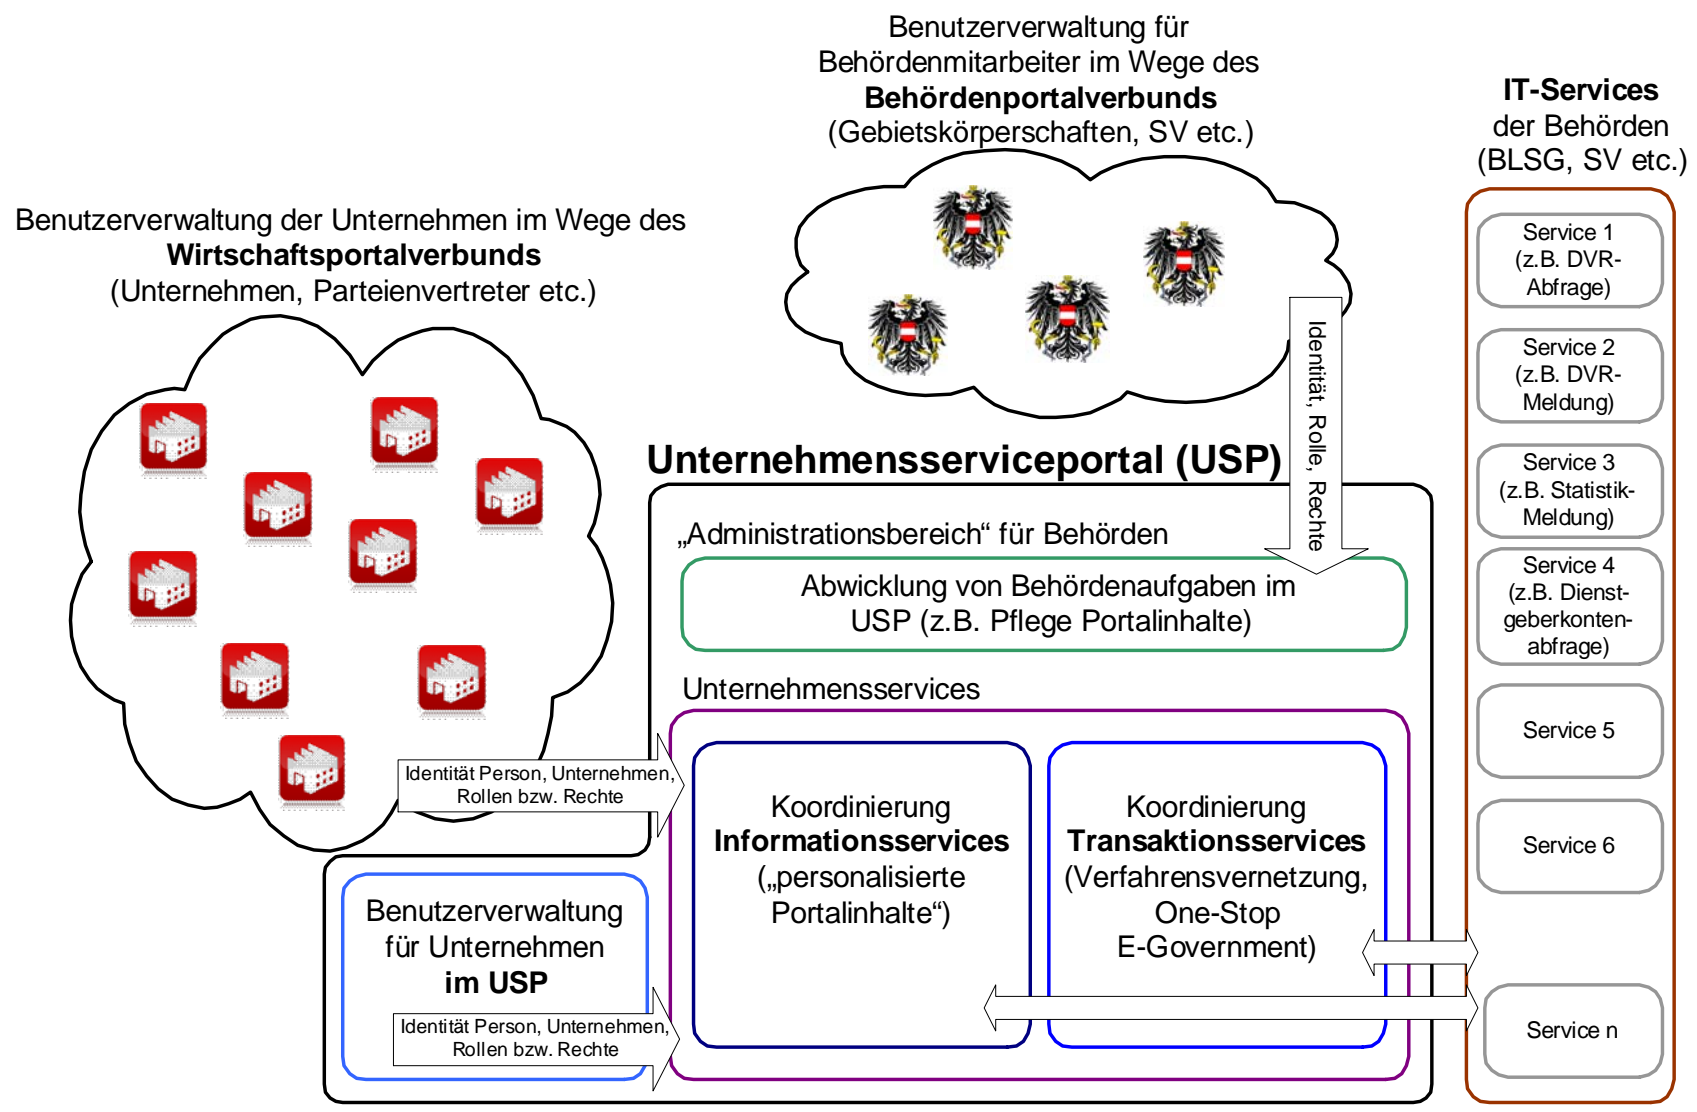 Benutzerverwaltung für
Behördenmitarbeiter im Wege des
Behördenportalverbunds
(Gebietskörperschaften, SV etc.)
IT-Services
der Behörden
(BLSG, SV etc.)
Benutzerverwaltung der Unternehmen im Wege des
Wirtschaftsportalverbunds
(Unternehmen, Parteienvertreter etc.)
Identität, Rolle, Rechte
Unternehmensserviceportal (USP)
„Administrationsbereich“ für Behörden
Abwicklung von Behördenaufgaben im
USP (z.B. Pflege Portalinhalte)
Unternehmensservices
Identität Person, Unternehmen,
Rollen bzw. Rechte
Koordinierung
Informationsservices
(„personalisierte
Portalinhalte“)
Koordinierung
Transaktionsservices
(Verfahrensvernetzung,
One-Stop
E-Government)
Benutzerverwaltung
für Unternehmen
im USP
Identität Person, Unternehmen,
Rollen bzw. Rechte
Service 1
(z.B. DVR-
Abfrage)
Service 2
(z.B. DVR-
Meldung)
Service 3
(z.B. Statistik-
Meldung)
Service 4
(z.B. Dienst-
geberkonten-
abfrage)
Service 5
Service 6
Service n